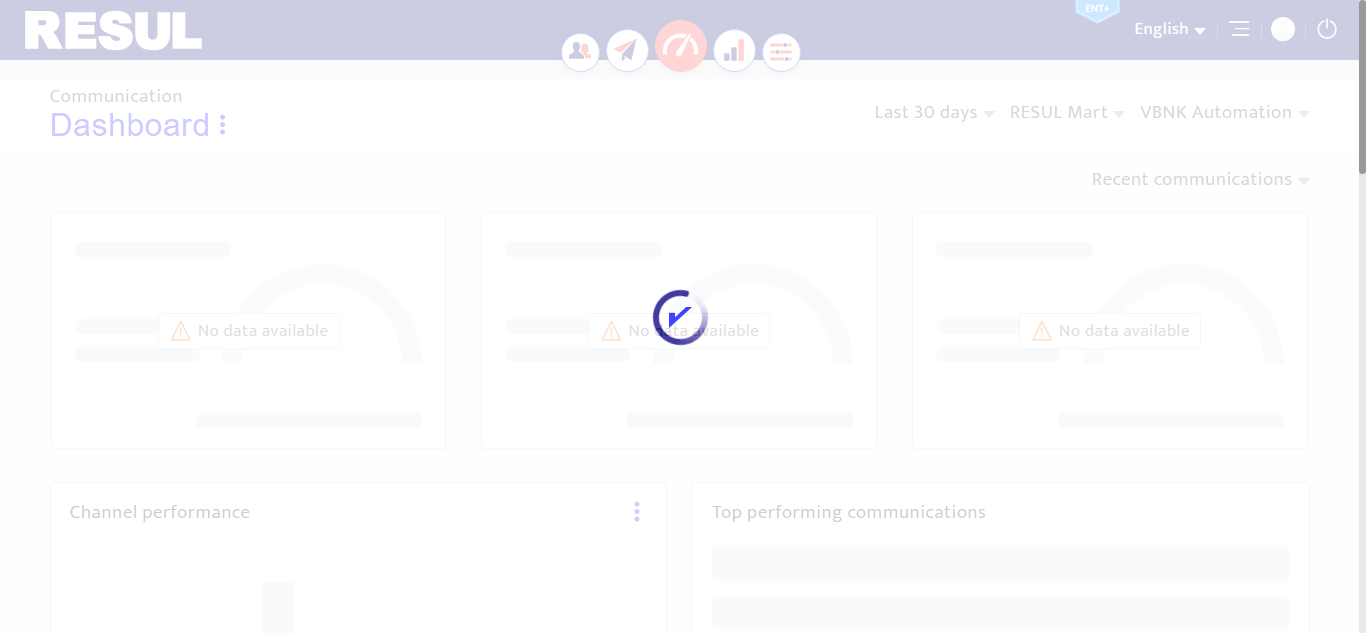 RESUL
ENT+
English
Communication
Dashboard
Last 30 days
RESUL Mart
VBNK Automation
Recent communications
No data available
No data available
No data available
Channel performance
Top performing communications